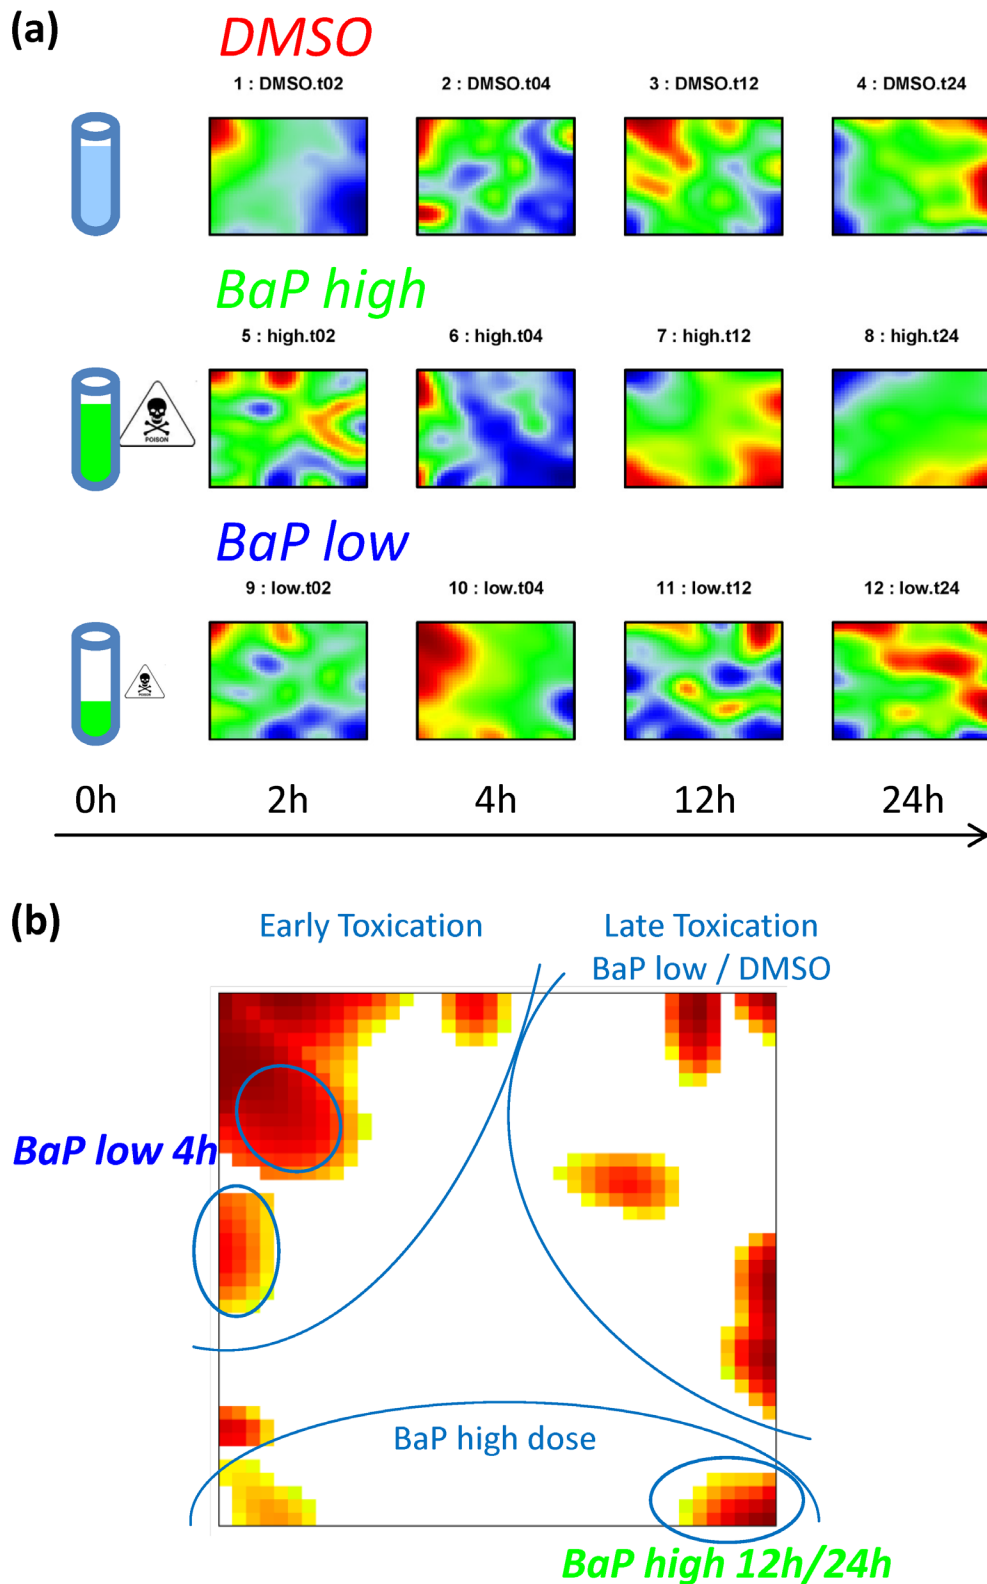 (a)
DMSO
1 : DMSO.t02
2 : DMSO.t04
3 : DMSO.t12
4 : DMSO.t24
BaP high
5 : high.t02
6 : high.t04
7 : high.t12
8 : high.t24
POISON
BaP low
9 : low.t02
10 : low.t04
11 : low.t12
12 : low.t24
POISON
0h
2h
4h
12h
24h
(b)
Early Toxication
Late Toxication
BaP low / DMSO
BaP low 4h
BaP high dose
BaP high 12h/24h